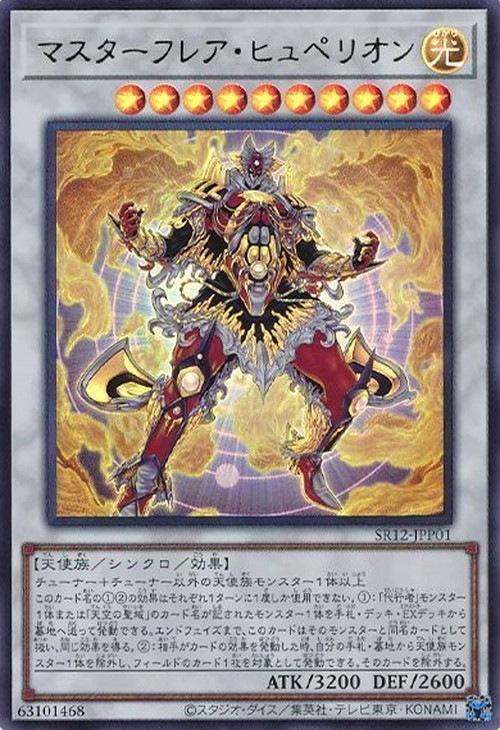 マスターフレア・ヒュペリオン
光
SR12-JPP01
【天使族／シンクロ／効果】
チューナー＋チューナー以外の天使族モンスター1体以上
このカード名の①②の効果はそれぞれ1ターンに1度しか使用できない。①：「代行者」モンス
ター1体または「天空の聖域」のカード名が記されたモンスター1体を手札・デッキ・EXデッキから
墓地へ送って発動できる。エンドフェイズまで、このカードはそのモンスターと同名カードとして
扱い、同じ効果を得る。②：相手がカードの効果を発動した時、自分の手札・墓地から天使族モ
ンスター1体を除外し、フィールドのカード1枚を対象として発動できる。そのカードを除外する。
ATK/3200 DEF/2600
63101468
©スタジオ・ダイス／集英社・テレビ東京・KONAMI